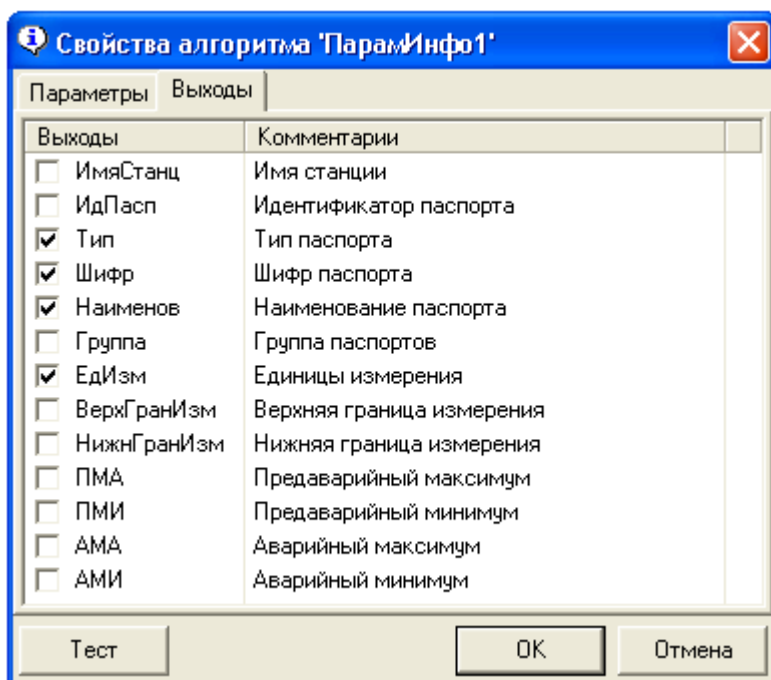 Свойства алгоритма 'ПарамИнфо1'
Параметры Выходы
Выходы Комментарии
ИмяСтанц Имя станции
ИдПасп Идентификатор паспорта
Тип Тип паспорта
Шифр Шифр паспорта
Наименов Наименование паспорта
Группа Группа паспортов
ЕдИзм Единицы измерения
ВерхГранИзм Верхняя граница измерения
НижнГранИзм Нижняя граница измерения
ПМА Предаварийный максимум
ПМИ Предаварийный минимум
АМА Аварийный максимум
АМИ Аварийный минимум
Тест OK Отмена